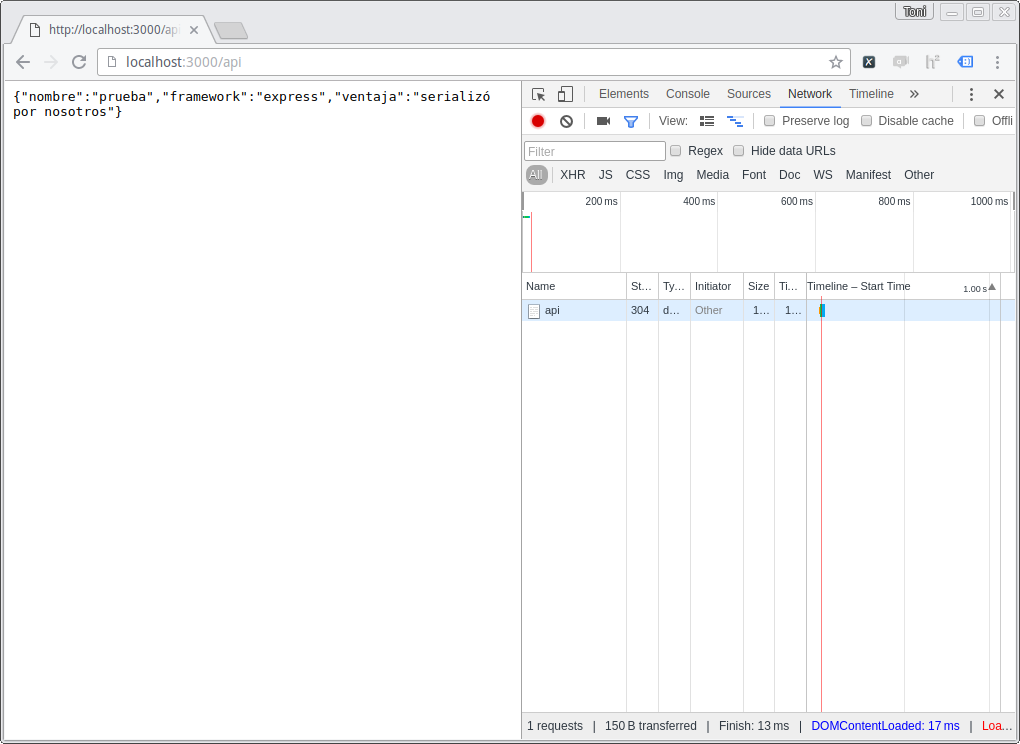 Toni
http://localhost:3000/api
localhost:3000/api
{"nombre":"prueba","framework":"express","ventaja":"serializó
por nosotros"}
Elements Console Sources Network Timeline »
View: Preserve log Disable cache Offli
Filter Regex Hide data URLs
All XHR JS CSS Img Media Font Doc WS Manifest Other
200 ms 400 ms 600 ms 800 ms 1000 ms
Name St... Ty... Initiator Size Ti... Timeline – Start Time 1.00 s
api 304 d... Other 1... 1...
1 requests | 150 B transferred | Finish: 13 ms | DOMContentLoaded: 17 ms | Loa...